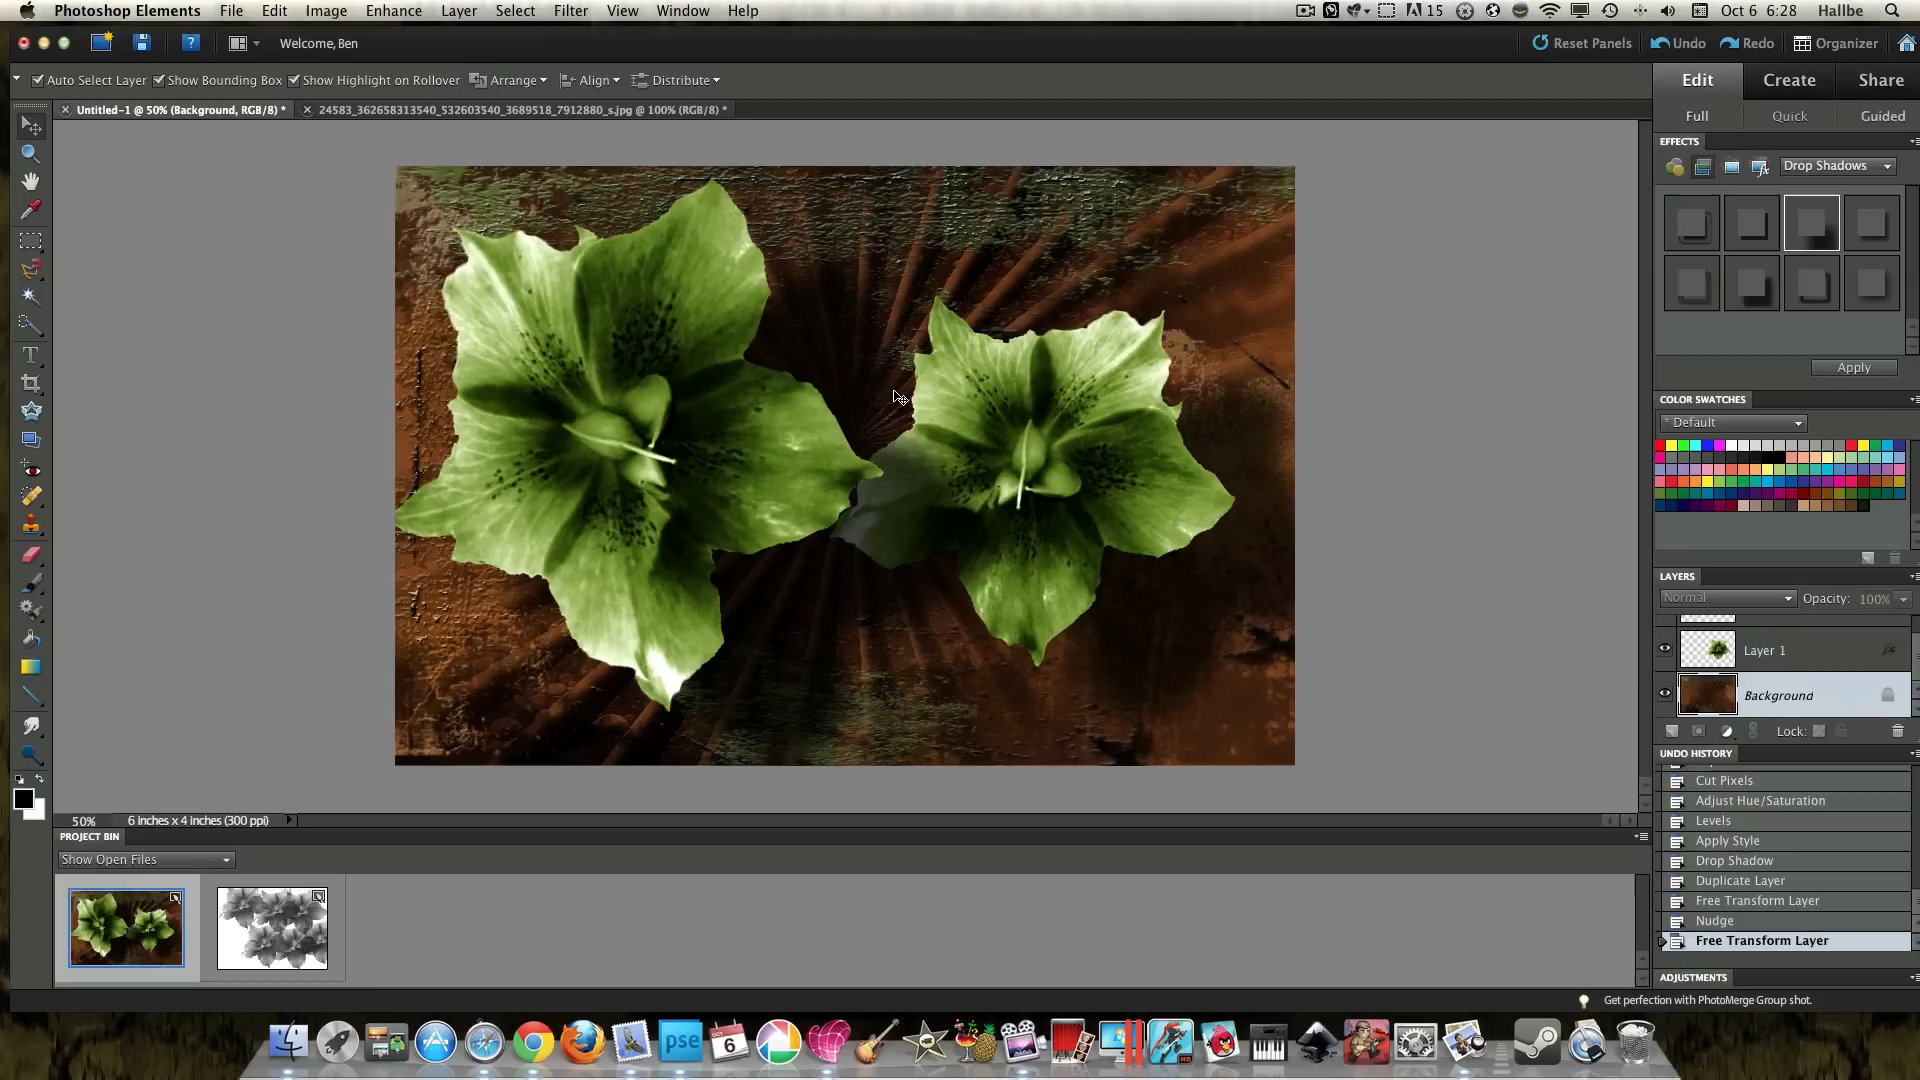 Photoshop Elements File Edit Image Enhance Layer Select Filter View Window Help 15 Oct 6 6:28 Hallbe
Welcome, Ben Reset Panels Undo Redo Organizer
Auto Select Layer Show Bounding Box Show Highlight on Rollover Arrange Align Distribute
Edit Create Share
Untitled-1 @ 50% (Background, RGB/8) * 24583_362658313540_532603540_3689518_7912880_s.jpg @ 100% (RGB/8) *
Full Quick Guided
EFFECTS
Drop Shadows
Apply
COLOR SWATCHES
* Default
LAYERS
Normal Opacity: 100%
Layer 1
Background
Lock:
UNDO HISTORY
Cut Pixels
Adjust Hue/Saturation
Levels
Apply Style
Drop Shadow
Duplicate Layer
Free Transform Layer
Nudge
Free Transform Layer
ADJUSTMENTS
50% 6 inches x 4 inches (300 ppi)
PROJECT BIN
Show Open Files
Get perfection with PhotoMerge Group shot.
pse
OCT
6
HD